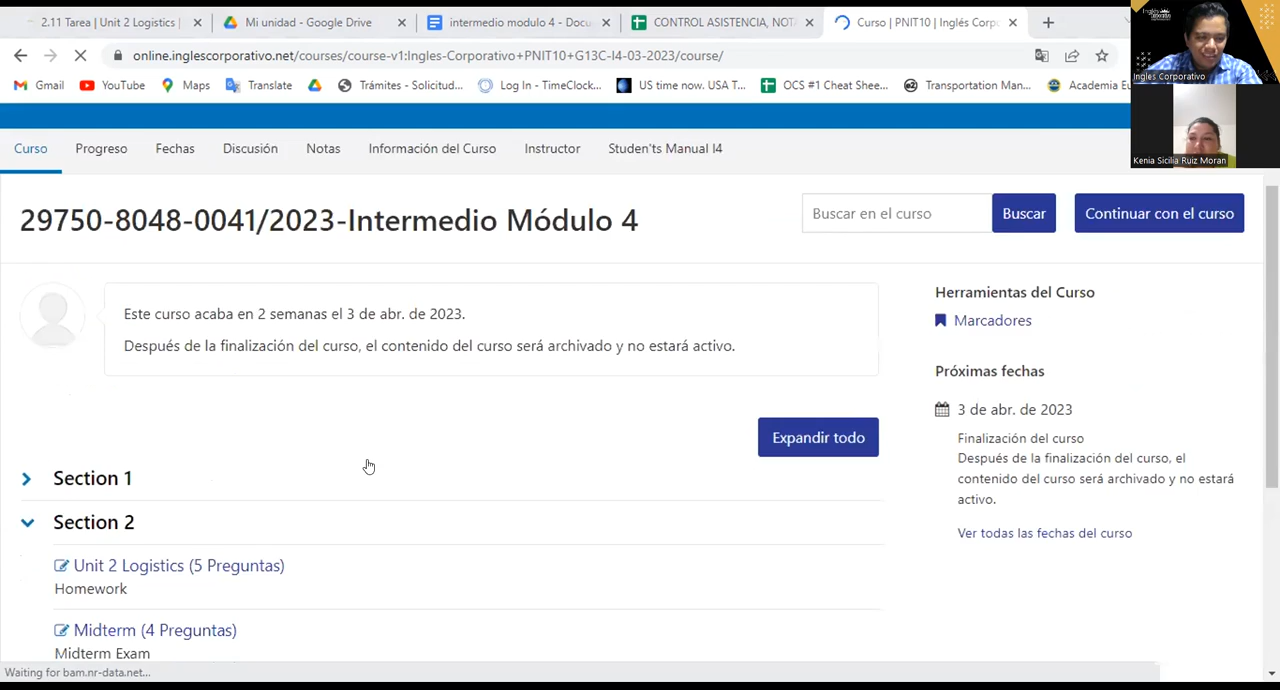 2.11 Tarea | Unit 2 Logistics |
Mi unidad - Google Drive
intermedio modulo 4 - Docu
CONTROL ASISTENCIA, NOT
Curso | PNIT10 | Inglés Corpo
online.inglescorporativo.net/courses/course-v1:Ingles-Corporativo+PNIT10+G13C-I4-03-2023/course/
Gmail
YouTube
Maps
Translate
Trámites - Solicitud...
Log In - TimeClock...
US time now. USA T...
OCS #1 Cheat Shee...
Transportation Man...
Academia Eu
Ingles Corporativo
Kenia Sicilia Ruiz Moran
Curso
Progreso
Fechas
Discusión
Notas
Información del Curso
Instructor
Studen'ts Manual I4
29750-8048-0041/2023-Intermedio Módulo 4
Buscar en el curso
Buscar
Continuar con el curso
Este curso acaba en 2 semanas el 3 de abr. de 2023.
Después de la finalización del curso, el contenido del curso será archivado y no estará activo.
Expandir todo
Section 1
Section 2
Unit 2 Logistics (5 Preguntas)
Homework
Midterm (4 Preguntas)
Midterm Exam
Herramientas del Curso
Marcadores
Próximas fechas
3 de abr. de 2023
Finalización del curso
Después de la finalización del curso, el
contenido del curso será archivado y no estará
activo.
Ver todas las fechas del curso
Waiting for bam.nr-data.net...